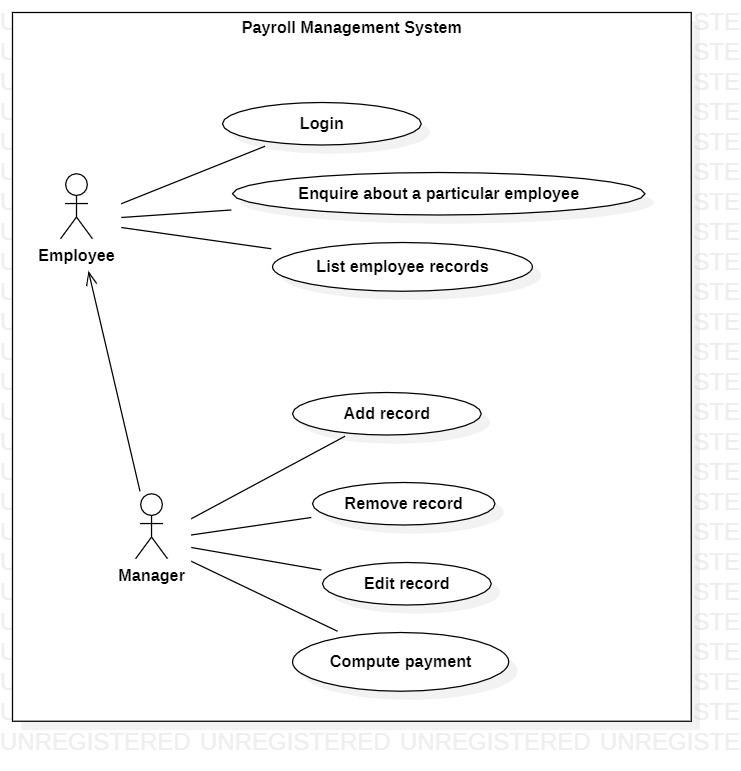 Payroll Management System
Login
Enquire about a particular employee
Employee
List employee records
Add record
Remove record
Manager
Edit record
Compute payment
UNREGISTERED UNREGISTERED UNREGISTERED UNREGISTE